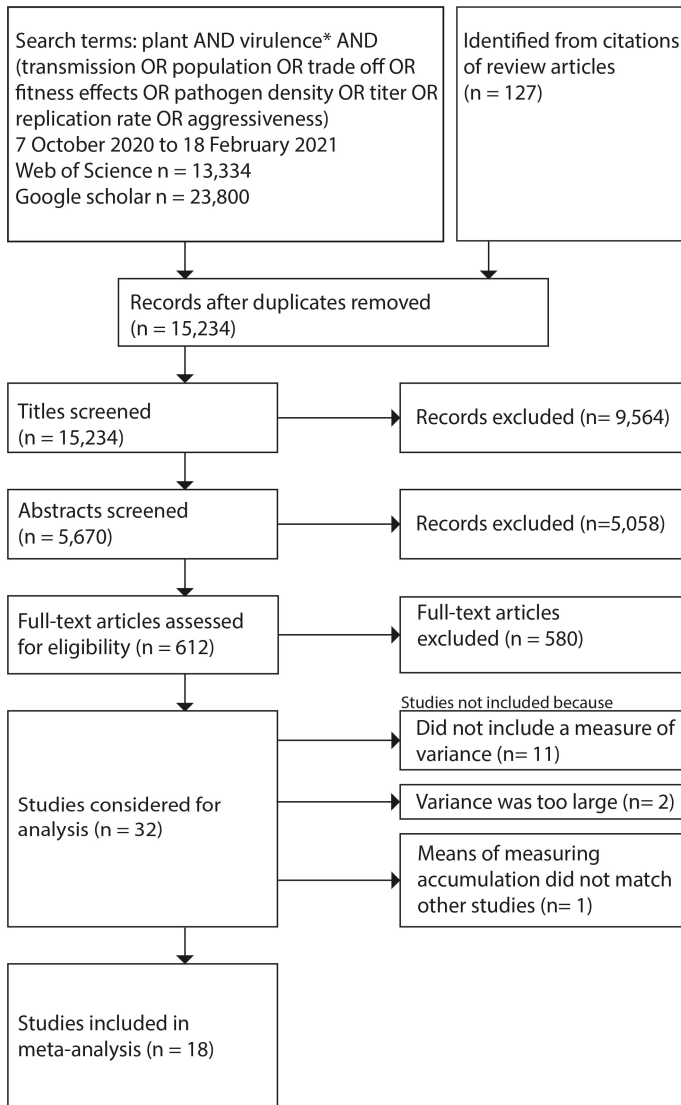 Search terms: plant AND virulence* AND
(transmission OR population OR trade off OR
fitness effects OR pathogen density OR titer OR
replication rate OR aggressiveness)
7 October 2020 to 18 February 2021
Web of Science n = 13,334
Google scholar n = 23,800
Identified from citations
of review articles
(n = 127)
Records after duplicates removed
(n = 15,234)
Titles screened
(n = 15,234)
Records excluded (n= 9,564)
Abstracts screened
(n = 5,670)
Records excluded (n=5,058)
Full-text articles assessed
for eligibility (n = 612)
Full-text articles
excluded (n = 580)
Studies considered for
analysis (n = 32)
Studies not included because
Did not include a measure of
variance (n= 11)
Variance was too large (n= 2)
Means of measuring
accumulation did not match
other studies (n= 1)
Studies included in
meta-analysis (n = 18)